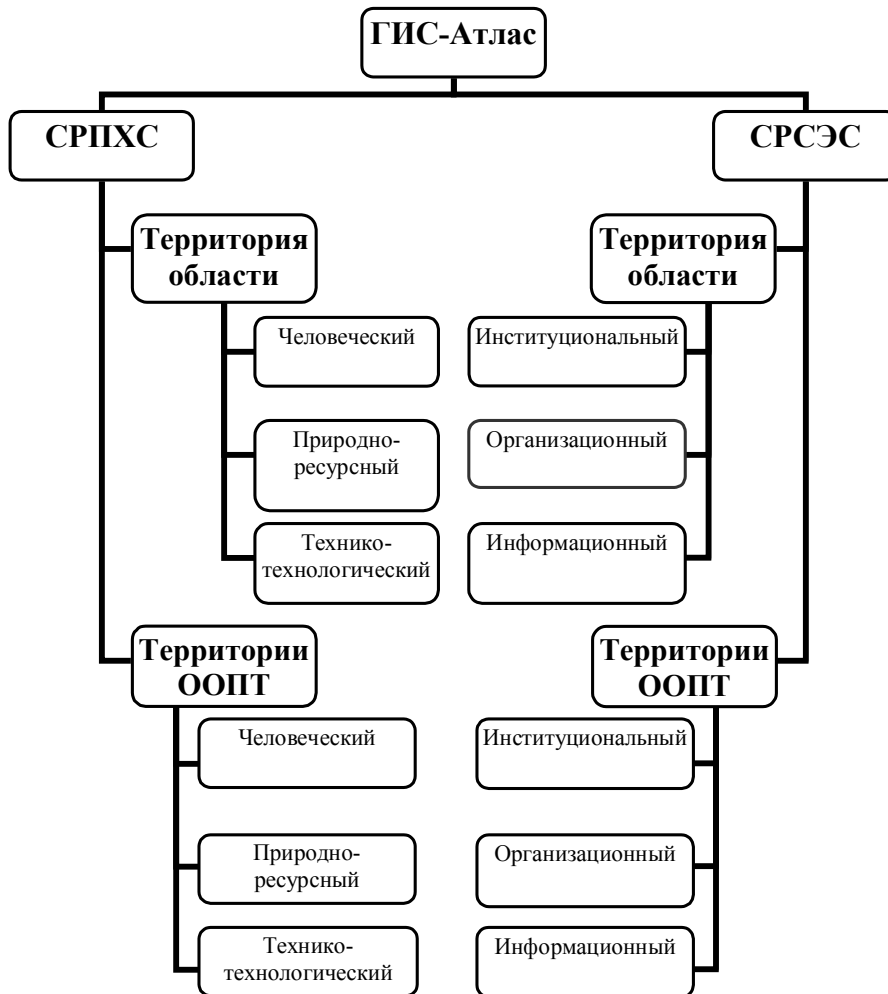 ГИС-Атлас
СРПХС
СРСЭС
Территория
области
Территория
области
Человеческий
Институциональный
Природно-
ресурсный
Организационный
Технико-
технологический
Информационный
Территории
ООПТ
Территории
ООПТ
Человеческий
Институциональный
Природно-
ресурсный
Организационный
Технико-
технологический
Информационный